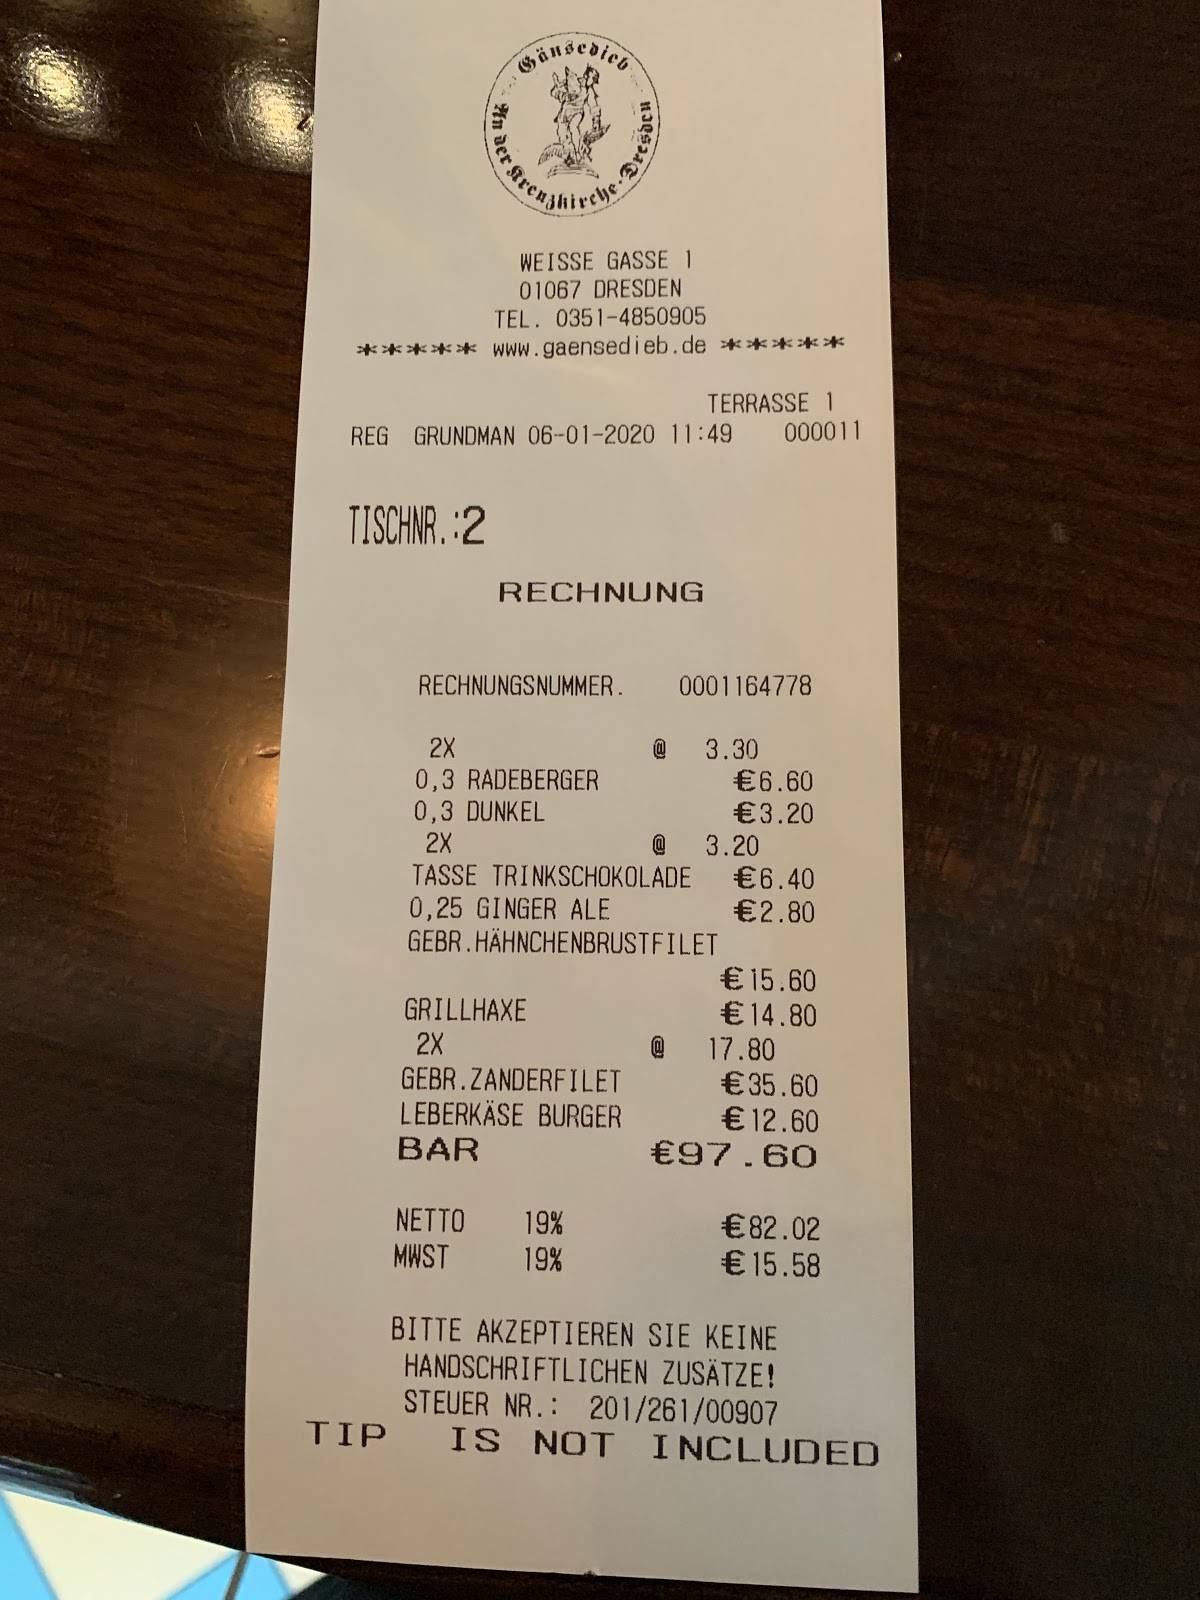 Gänsedieb
An der Kreuzkirche · Dresden
WEISSE GASSE 1
01067 DRESDEN
TEL. 0351-4850905
***** www.gaensedieb.de *****
TERRASSE 1
REG GRUNDMAN 06-01-2020 11:49 000011
TISCHNR.:2
RECHNUNG
RECHNUNGSNUMMER. 0001164778
2X @ 3.30
0,3 RADEBERGER €6.60
0,3 DUNKEL €3.20
2X @ 3.20
TASSE TRINKSCHOKOLADE €6.40
0,25 GINGER ALE €2.80
GEBR.HÄHNCHENBRUSTFILET
€15.60
GRILLHAXE €14.80
2X @ 17.80
GEBR.ZANDERFILET €35.60
LEBERKÄSE BURGER €12.60
BAR €97.60
NETTO 19% €82.02
MWST 19% €15.58
BITTE AKZEPTIEREN SIE KEINE
HANDSCHRIFTLICHEN ZUSÄTZE!
STEUER NR.: 201/261/00907
TIP IS NOT INCLUDED